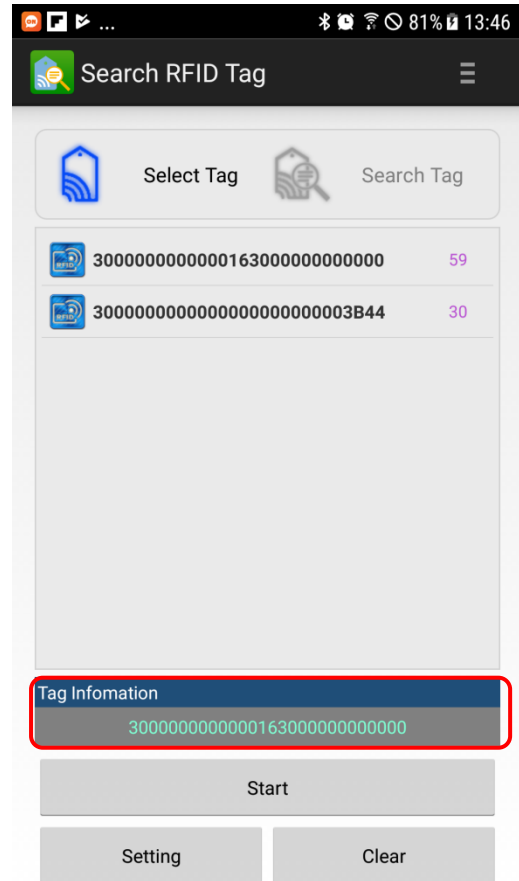 ... 81% 13:46
Search RFID Tag
Select Tag Search Tag
300000000000016300000000000 59
300000000000000000000003B44 30
Tag Infomation
300000000000016300000000000
Start
Setting Clear